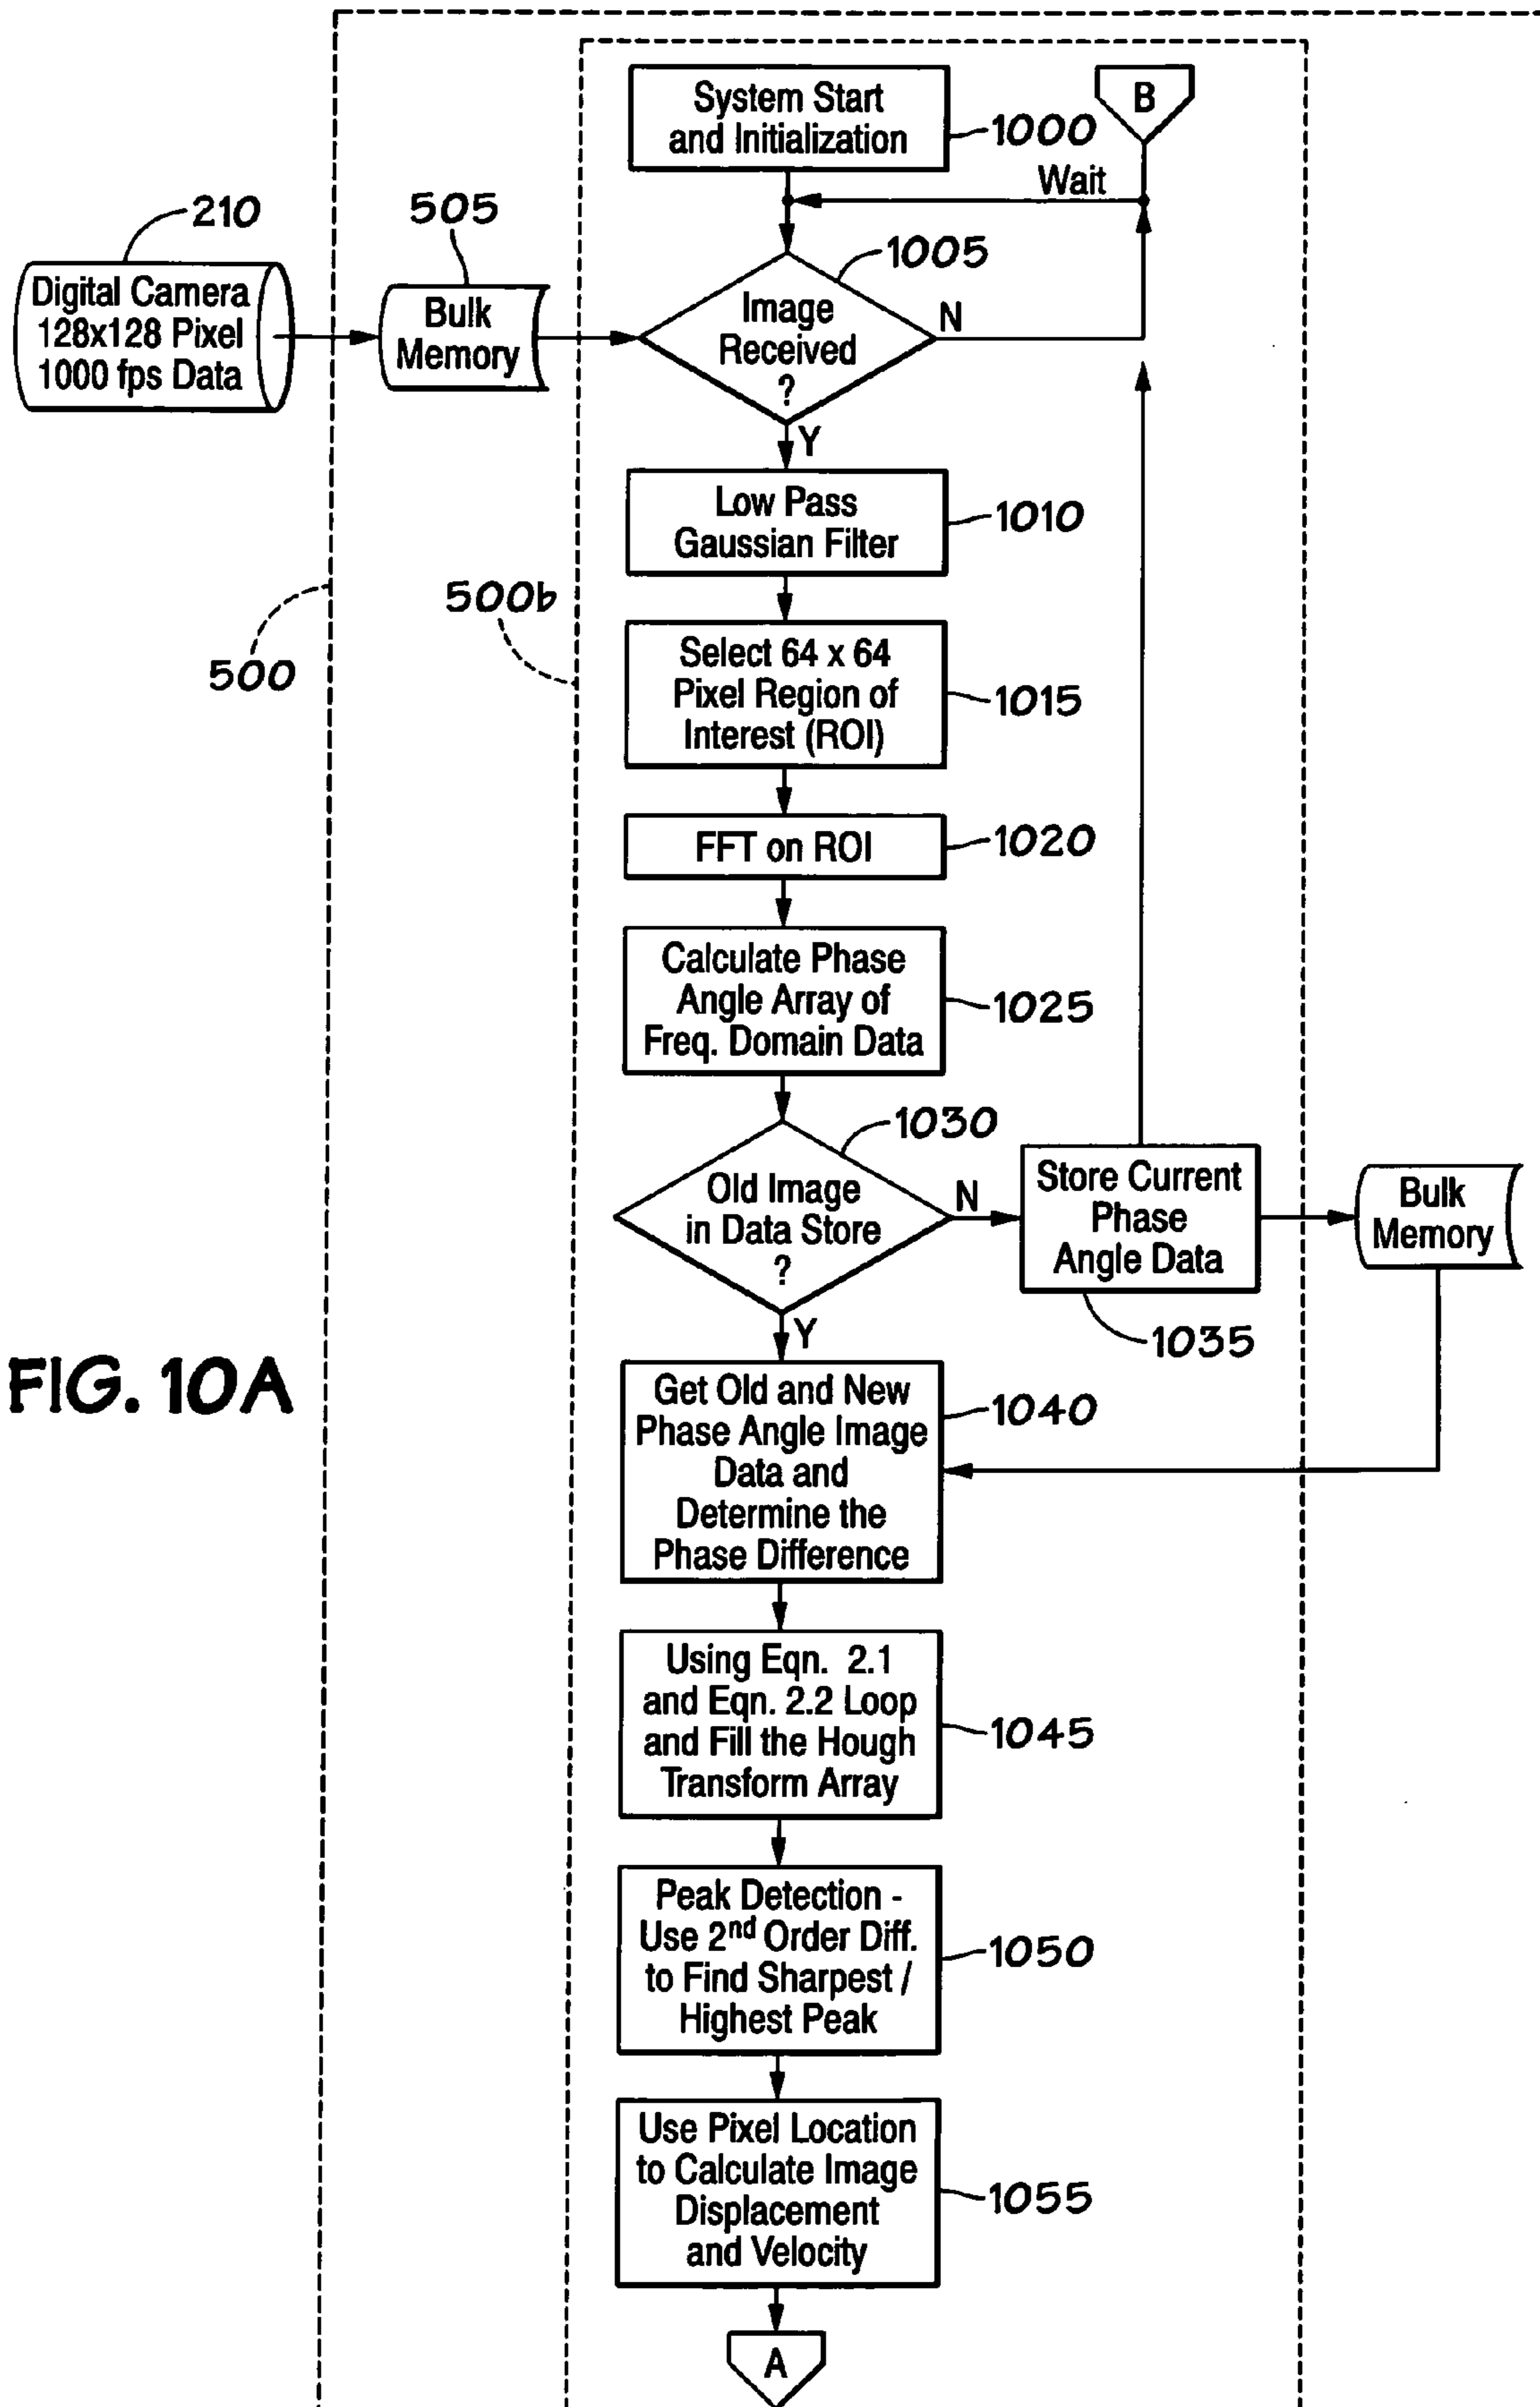 System Start
and Initialization
1000
B
Wait
210
505
Digital Camera
128x128 Pixel
1000 fps Data
Bulk
Memory
1005
Image
Received
?
N
Y
Low Pass
Gaussian Filter
1010
500
500b
Select 64 x 64
Pixel Region of
Interest (ROI)
1015
FFT on ROI
1020
Calculate Phase
Angle Array of
Freq. Domain Data
1025
1030
Old Image
in Data Store
?
N
Y
Store Current
Phase
Angle Data
1035
Bulk
Memory
FIG. 10A
Get Old and New
Phase Angle Image
Data and
Determine the
Phase Difference
1040
Using Eqn. 2.1
and Eqn. 2.2 Loop
and Fill the Hough
Transform Array
1045
Peak Detection -
Use 2nd Order Diff.
to Find Sharpest /
Highest Peak
1050
Use Pixel Location
to Calculate Image
Displacement
and Velocity
1055
A